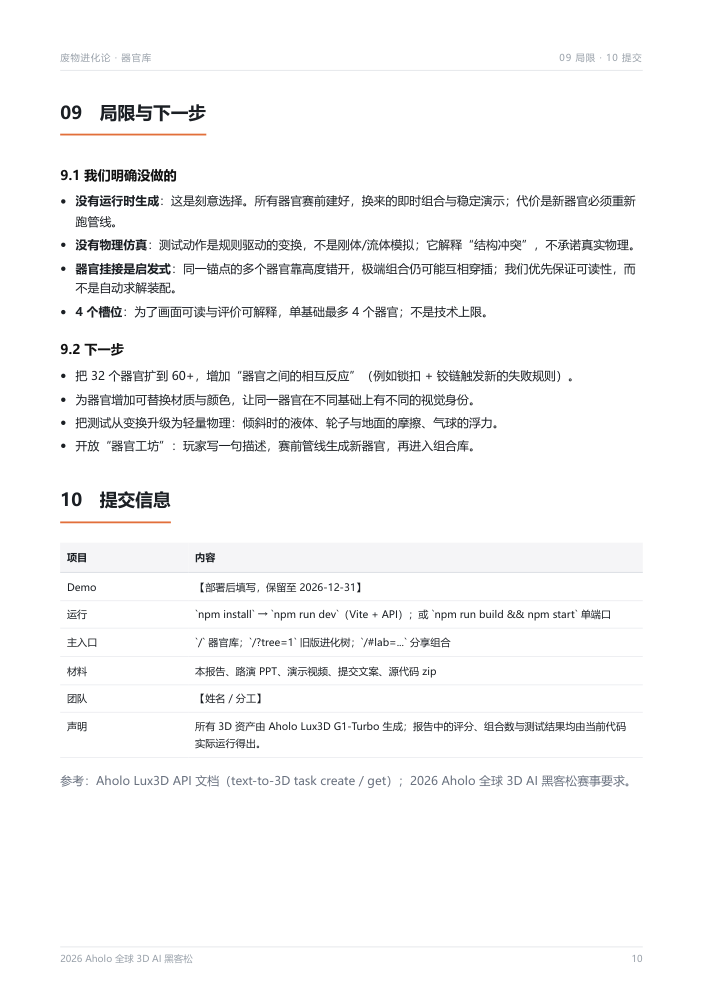 废物进化论 · 器官库
09 局限 · 10 提交
09 局限与下一步
9.1 我们明确没做的
• 没有运行时生成：这是刻意选择。所有器官赛前建好，换来的即时组合与稳定演示；代价是新器官必须重新
跑管线。
• 没有物理仿真：测试动作是规则驱动的变换，不是刚体/流体模拟；它解释“结构冲突”，不承诺真实物理。
• 器官挂接是启发式：同一锚点的多个器官靠高度错开，极端组合仍可能互相穿插；我们优先保证可读性，而
不是自动求解装配。
• 4 个槽位：为了画面可读与评价可解释，单基础最多 4 个器官；不是技术上限。
9.2 下一步
• 把 32 个器官扩到 60+，增加“器官之间的相互反应”（例如锁扣 + 铰链触发新的失败规则）。
• 为器官增加可替换材质与颜色，让同一器官在不同基础上有不同的视觉身份。
• 把测试从变换升级为轻量物理：倾斜时的液体、轮子与地面的摩擦、气球的浮力。
• 开放“器官工坊”：玩家写一句描述，赛前管线生成新器官，再进入组合库。
10 提交信息
项目 内容
Demo 【部署后填写，保留至 2026-12-31】
运行 `npm install` → `npm run dev`（Vite + API）；或 `npm run build && npm start` 单端口
主入口 `/` 器官库；`/?tree=1` 旧版进化树；`/#lab=…` 分享组合
材料 本报告、路演 PPT、演示视频、提交文案、源代码 zip
团队 【姓名 / 分工】
声明 所有 3D 资产由 Aholo Lux3D G1-Turbo 生成；报告中的评分、组合数与测试结果均由当前代码
实际运行得出。
参考：Aholo Lux3D API 文档（text-to-3D task create / get）；2026 Aholo 全球 3D AI 黑客松赛事要求。
2026 Aholo 全球 3D AI 黑客松
10